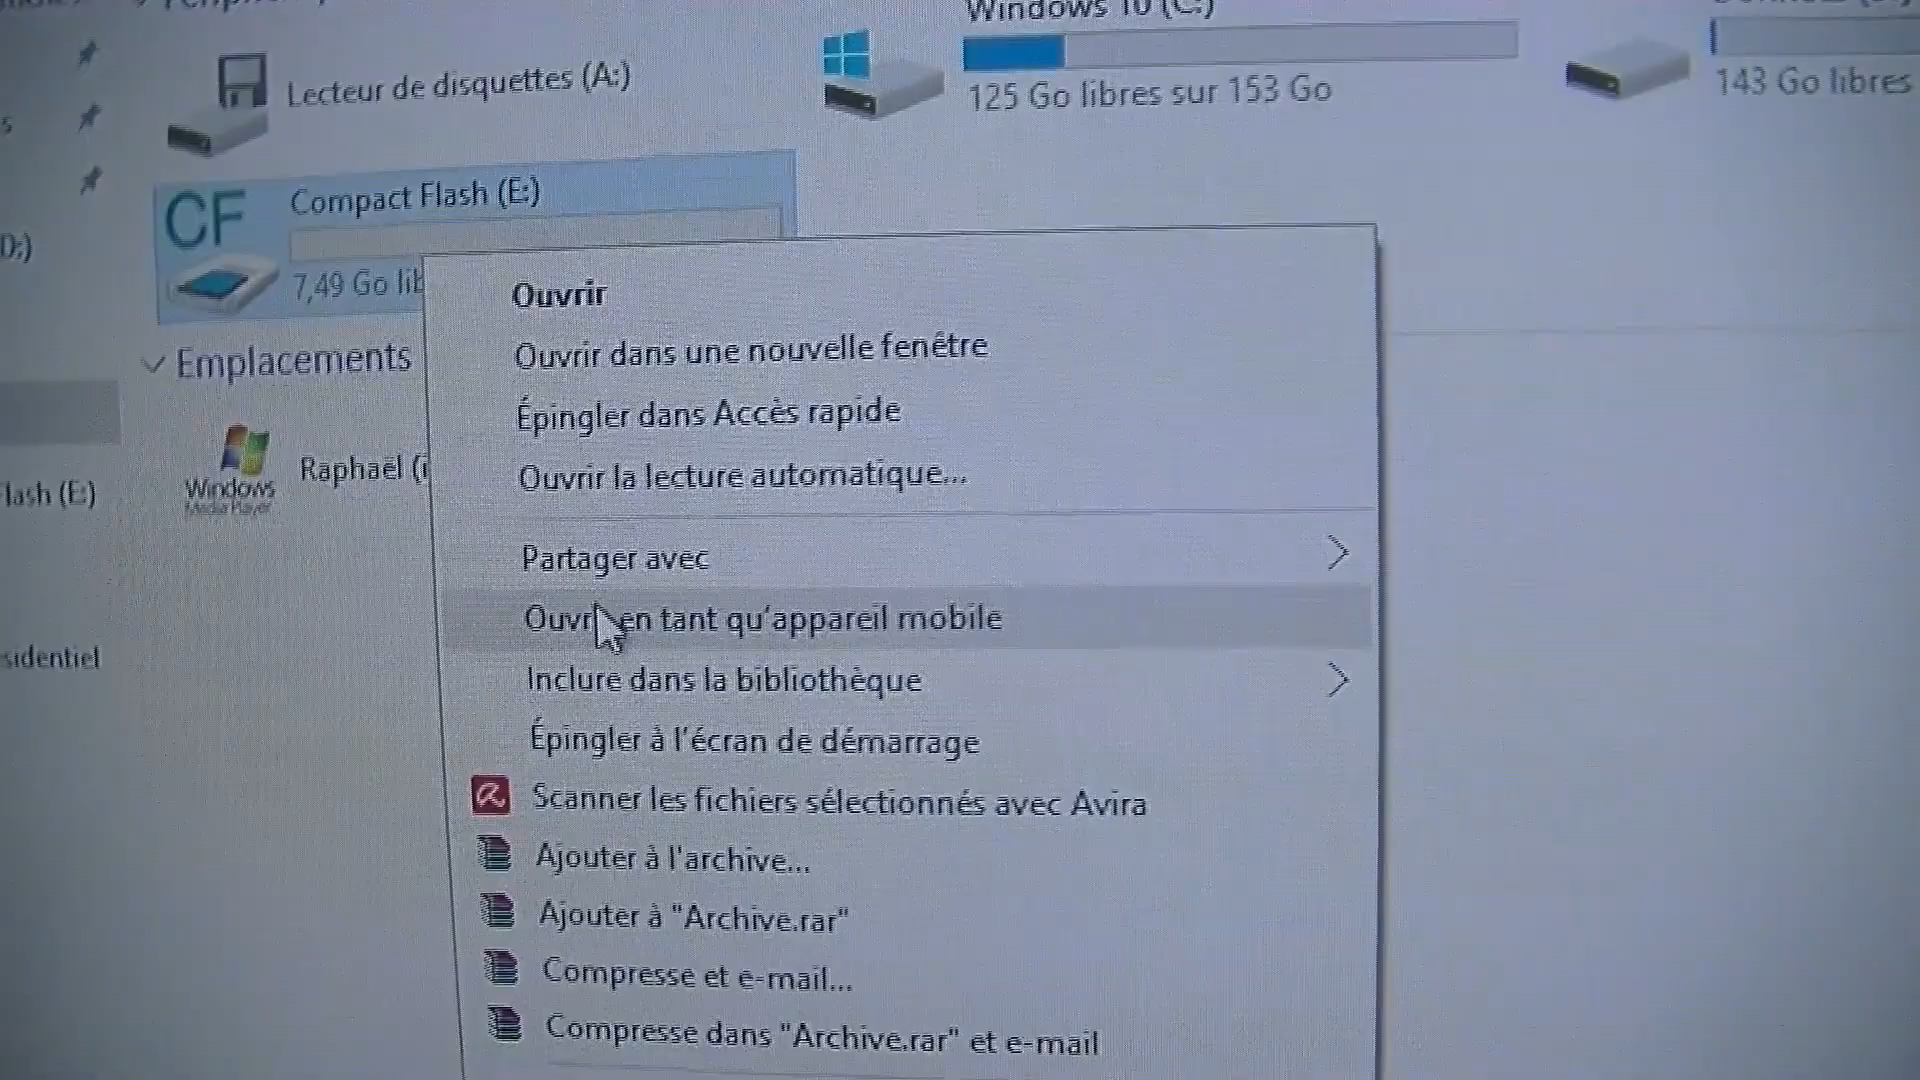 Windows 10 (C:)
Lecteur de disquettes (A:)
125 Go libres sur 153 Go
143 Go libres
s
CF
Compact Flash (E:)
D:)
7,49 Go lib
Ouvrir
Ouvrir dans une nouvelle fenêtre
Emplacements
Épingler dans Accès rapide
Raphaël (
Ouvrir la lecture automatique...
Windows
Media Player
lash (E:)
Partager avec
Ouvr en tant qu'appareil mobile
sidentiel
Inclure dans la bibliothèque
Épingler à l'écran de démarrage
Scanner les fichiers sélectionnés avec Avira
Ajouter à l'archive...
Ajouter à "Archive.rar"
Compresse et e-mail...
Compresse dans "Archive.rar" et e-mail